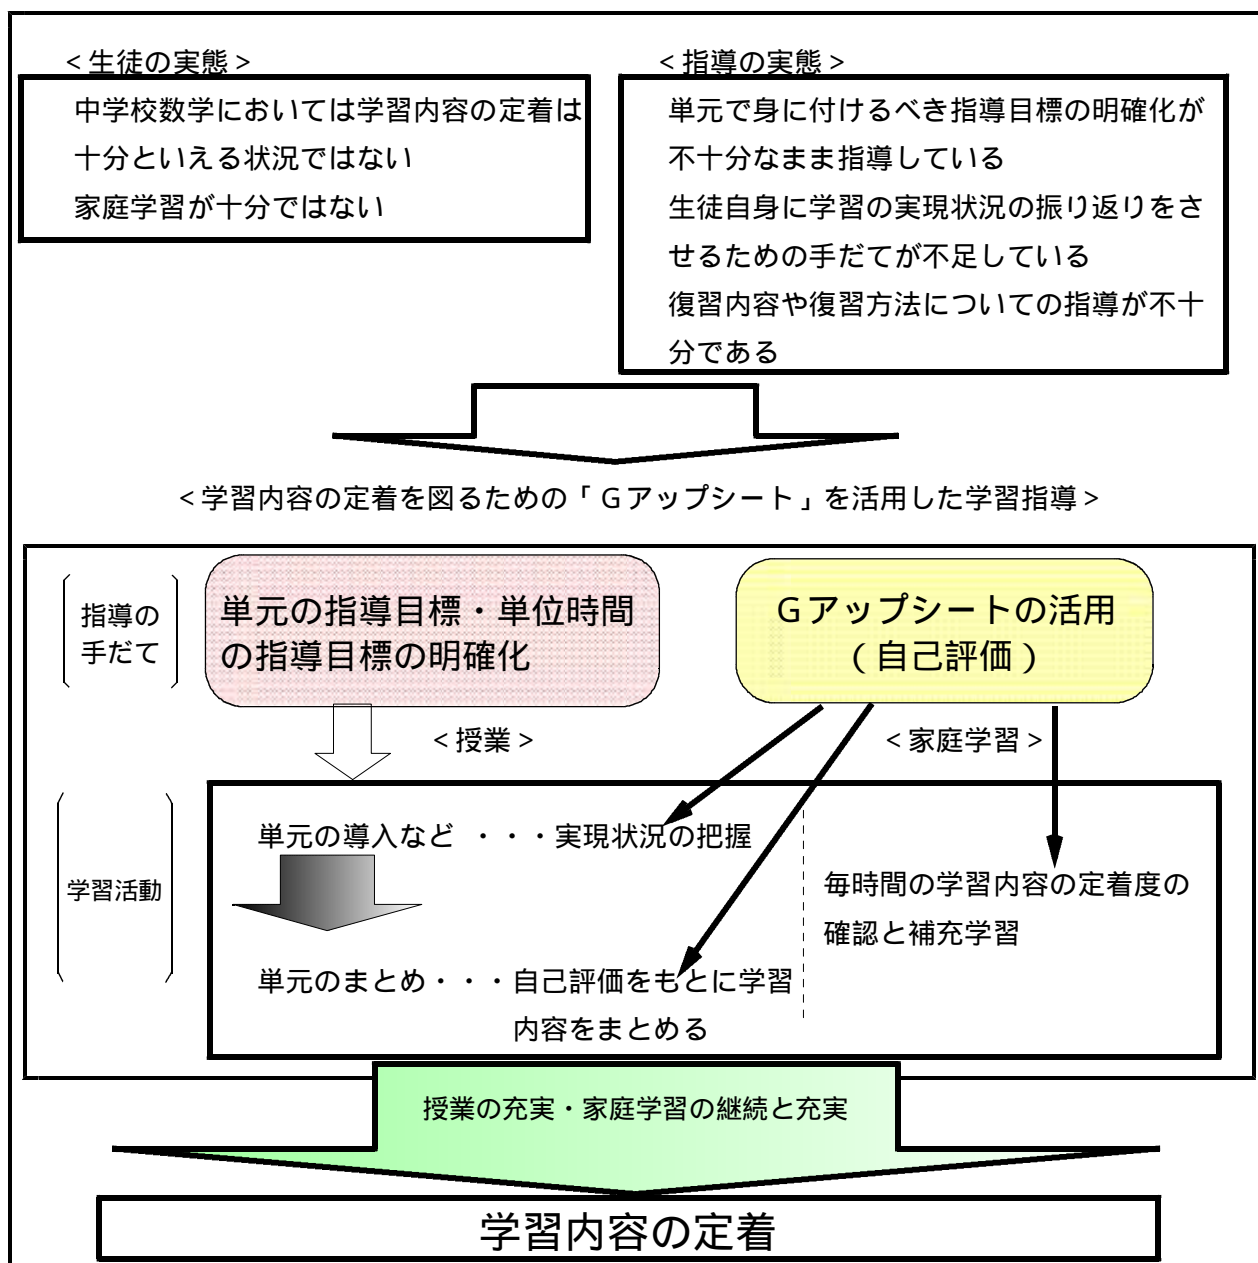 <生徒の実態>
中学校数学においては学習内容の定着は
十分といえる状況ではない
家庭学習が十分ではない
<指導の実態>
単元で身に付けるべき指導目標の明確化が
不十分なまま指導している
生徒自身に学習の実現状況の振り返りをさ
せるための手だてが不足している
復習内容や復習方法についての指導が不十
分である
<学習内容の定着を図るための「Gアップシート」を活用した学習指導>
指導の
手だて
単元の指導目標・単位時間
の指導目標の明確化
Gアップシートの活用
(自己評価)
<授業>
<家庭学習>
学習活動
単元の導入など ・・・実現状況の把握
単元のまとめ・・・自己評価をもとに学習
内容をまとめる
毎時間の学習内容の定着度の
確認と補充学習
授業の充実・家庭学習の継続と充実
学習内容の定着